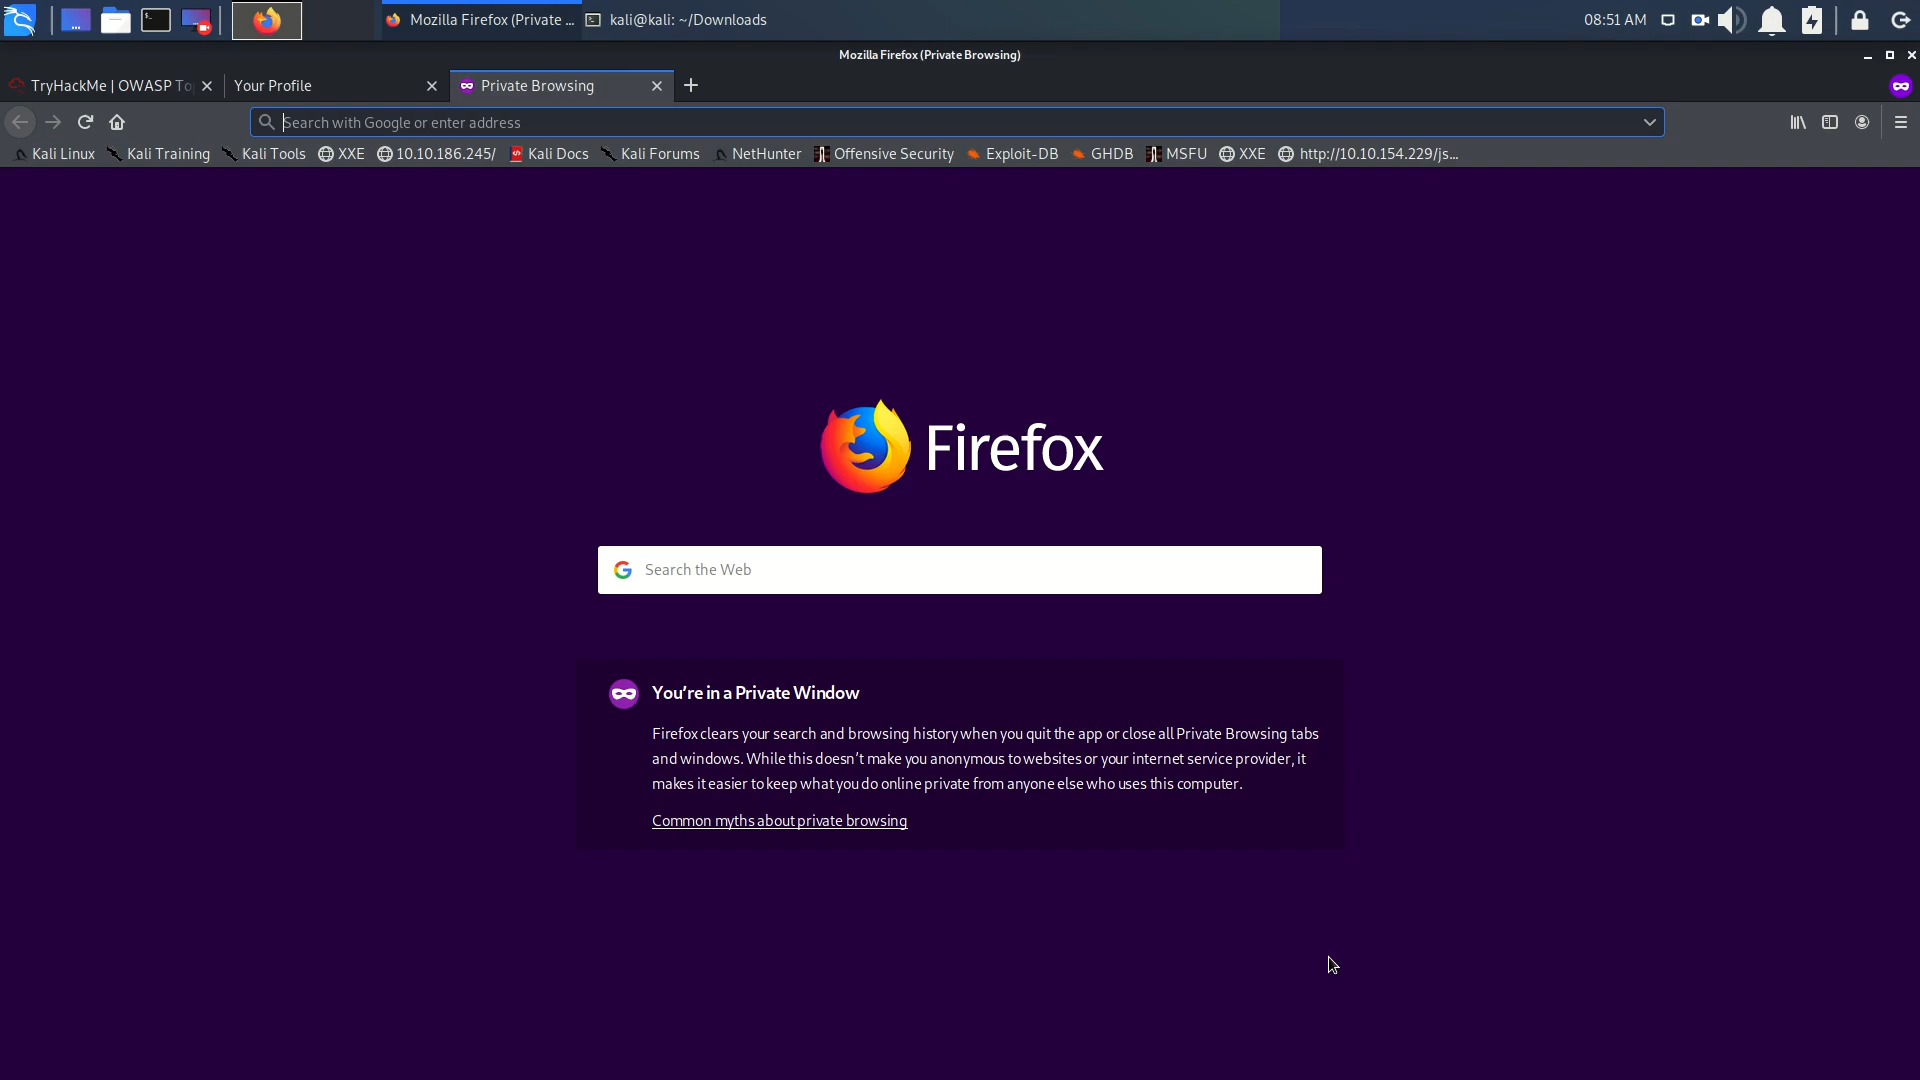 Mozilla Firefox (Private ...
kali@kali: ~/Downloads
08:51 AM
Mozilla Firefox (Private Browsing)
TryHackMe | OWASP To
Your Profile
Private Browsing
Search with Google or enter address
Kali Linux
Kali Training
Kali Tools
XXE
10.10.186.245/
Kali Docs
Kali Forums
NetHunter
Offensive Security
Exploit-DB
GHDB
MSFU
XXE
http://10.10.154.229/js...
Firefox
Search the Web
You're in a Private Window
Firefox clears your search and browsing history when you quit the app or close all Private Browsing tabs
and windows. While this doesn't make you anonymous to websites or your internet service provider, it
makes it easier to keep what you do online private from anyone else who uses this computer.
Common myths about private browsing